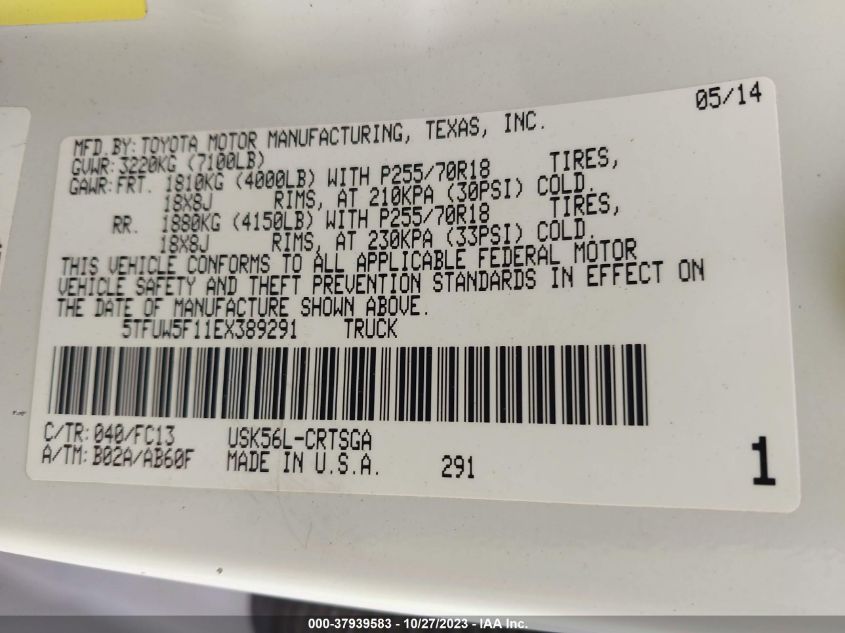 05/14
MFD.BY:TOYOTA MOTOR MANUFACTURING, TEXAS, INC.
GVWR:3220KG (7100LB)
GAWR:FRT. 1810KG (4000LB) WITH P255/70R18 TIRES,
18X8J RIMS, AT 210KPA (30PSI) COLD.
RR. 1880KG (4150LB) WITH P255/70R18 TIRES,
18X8J RIMS, AT 230KPA (33PSI) COLD.
THIS VEHICLE CONFORMS TO ALL APPLICABLE FEDERAL MOTOR
VEHICLE SAFETY AND THEFT PREVENTION STANDARDS IN EFFECT ON
THE DATE OF MANUFACTURE SHOWN ABOVE.
5TFUW5F11EX389291 TRUCK
C/TR:040/FC13 USK56L-CRTSGA
A/TM:B02A/AB60F MADE IN U.S.A. 291 1
000-37939583 - 10/27/2023 - IAA Inc.